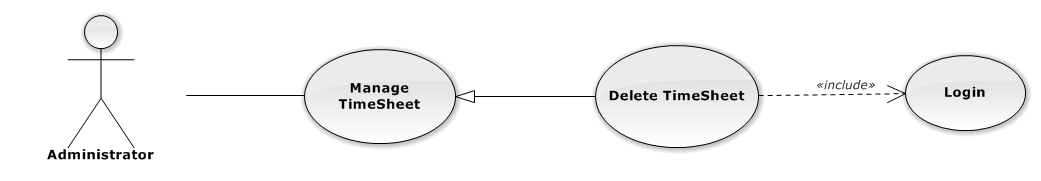 Manage
TimeSheet
Delete TimeSheet
«include»
Login
Administrator